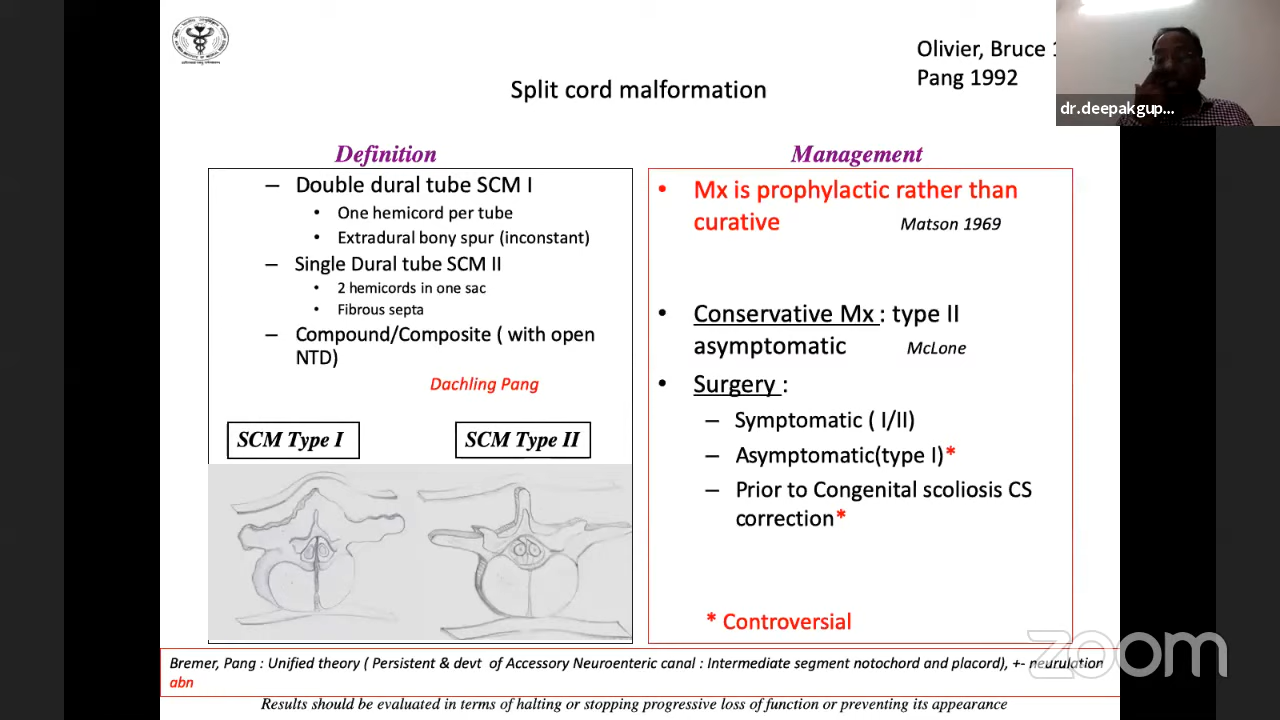 Olivier, Bruce
Pang 1992
Split cord malformation
dr.deepakgup...
Definition
– Double dural tube SCM I
• One hemicord per tube
• Extradural bony spur (inconstant)
– Single Dural tube SCM II
• 2 hemicords in one sac
• Fibrous septa
– Compound/Composite ( with open
NTD)
Dachling Pang
SCM Type I
SCM Type II
Management
• Mx is prophylactic rather than
curative Matson 1969
• Conservative Mx : type II
asymptomatic McLone
• Surgery :
– Symptomatic ( I/II)
– Asymptomatic(type I)*
– Prior to Congenital scoliosis CS
correction*
* Controversial
zoom
Bremer, Pang : Unified theory ( Persistent & devt of Accessory Neuroenteric canal : Intermediate segment notochord and placord), +- neurulation
abn
Results should be evaluated in terms of halting or stopping progressive loss of function or preventing its appearance